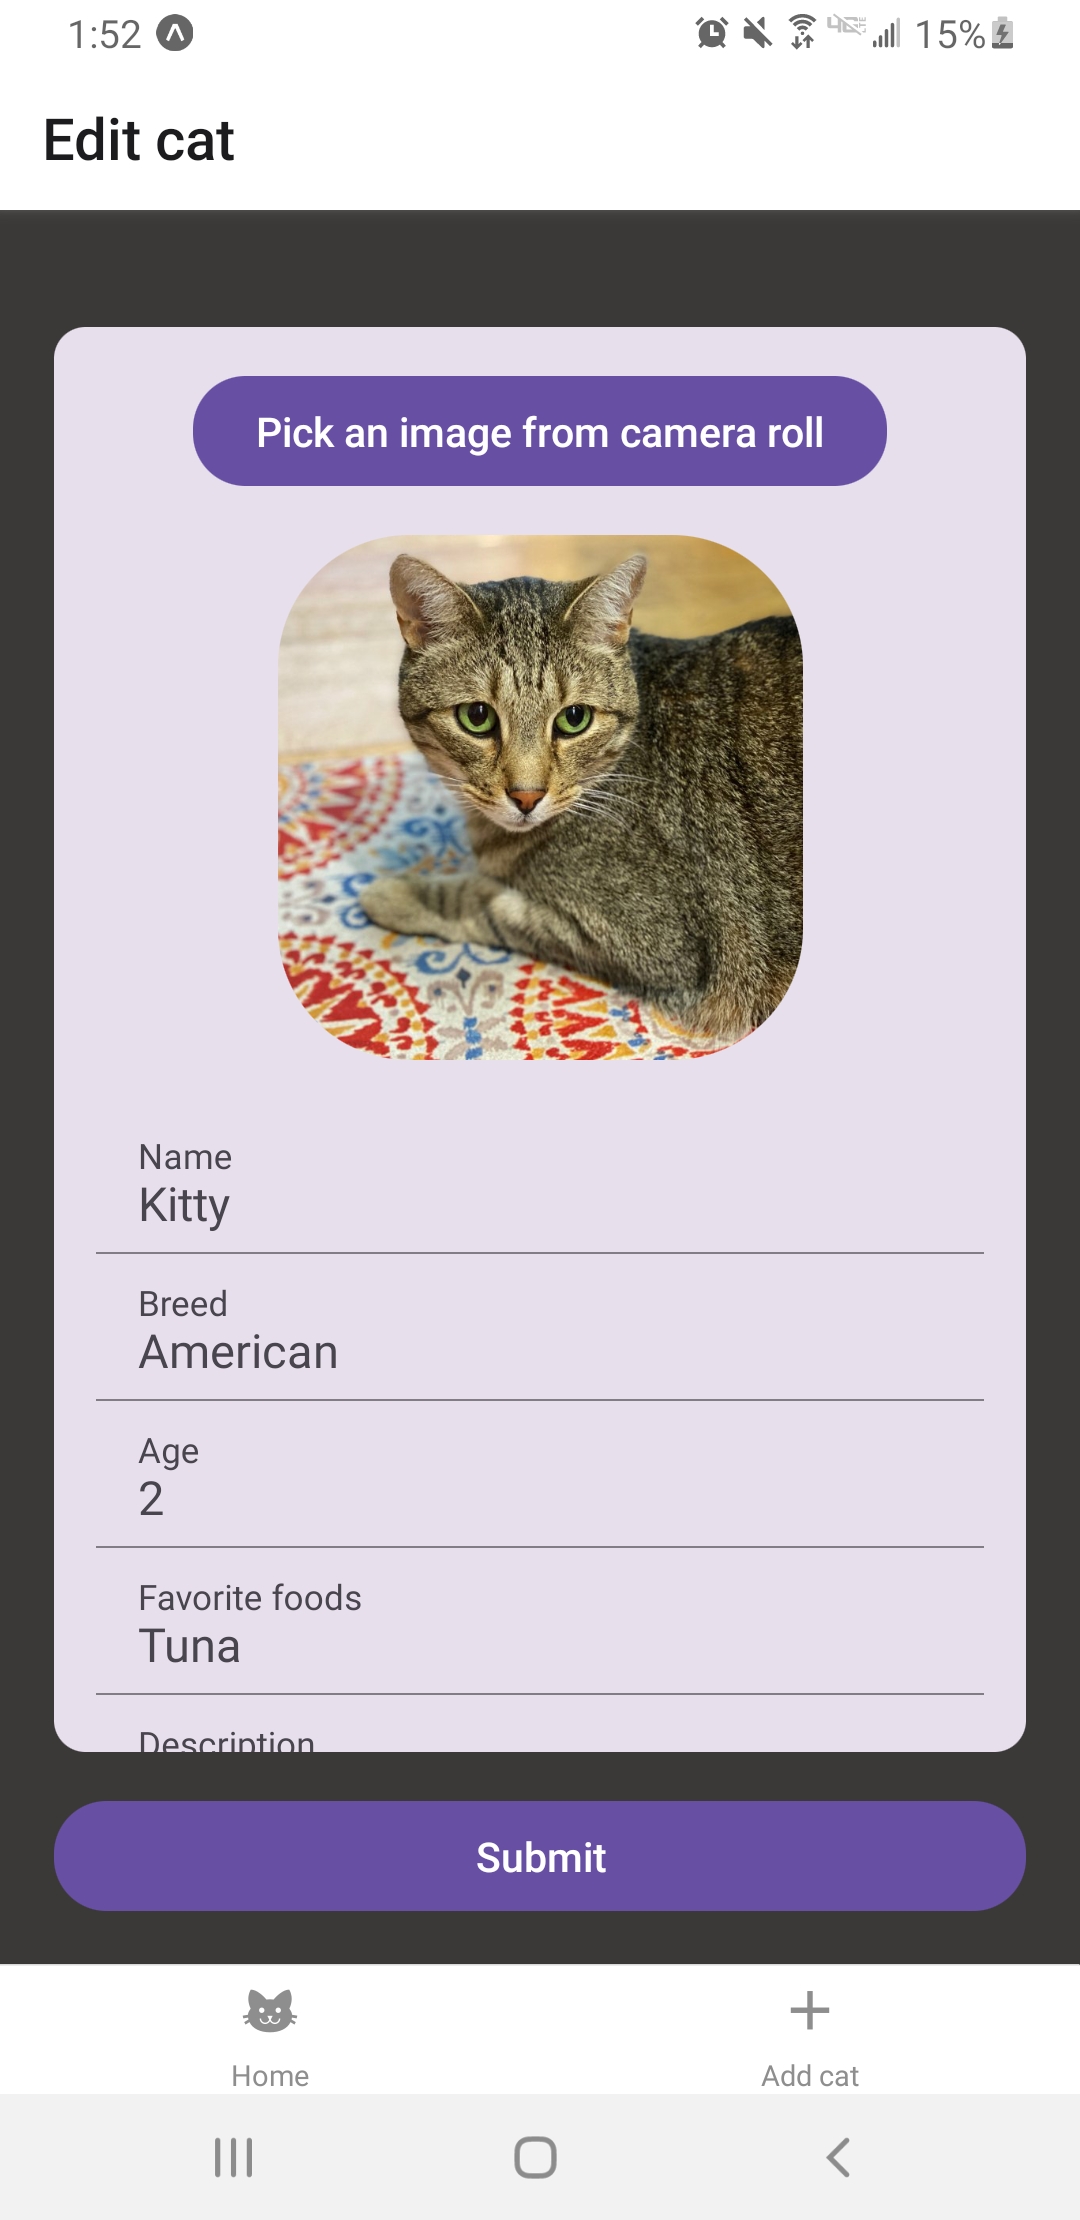 1:52
15%
Edit cat
Pick an image from camera roll
Name
Kitty
Breed
American
Age
2
Favorite foods
Tuna
Description
Submit
Home
Add cat